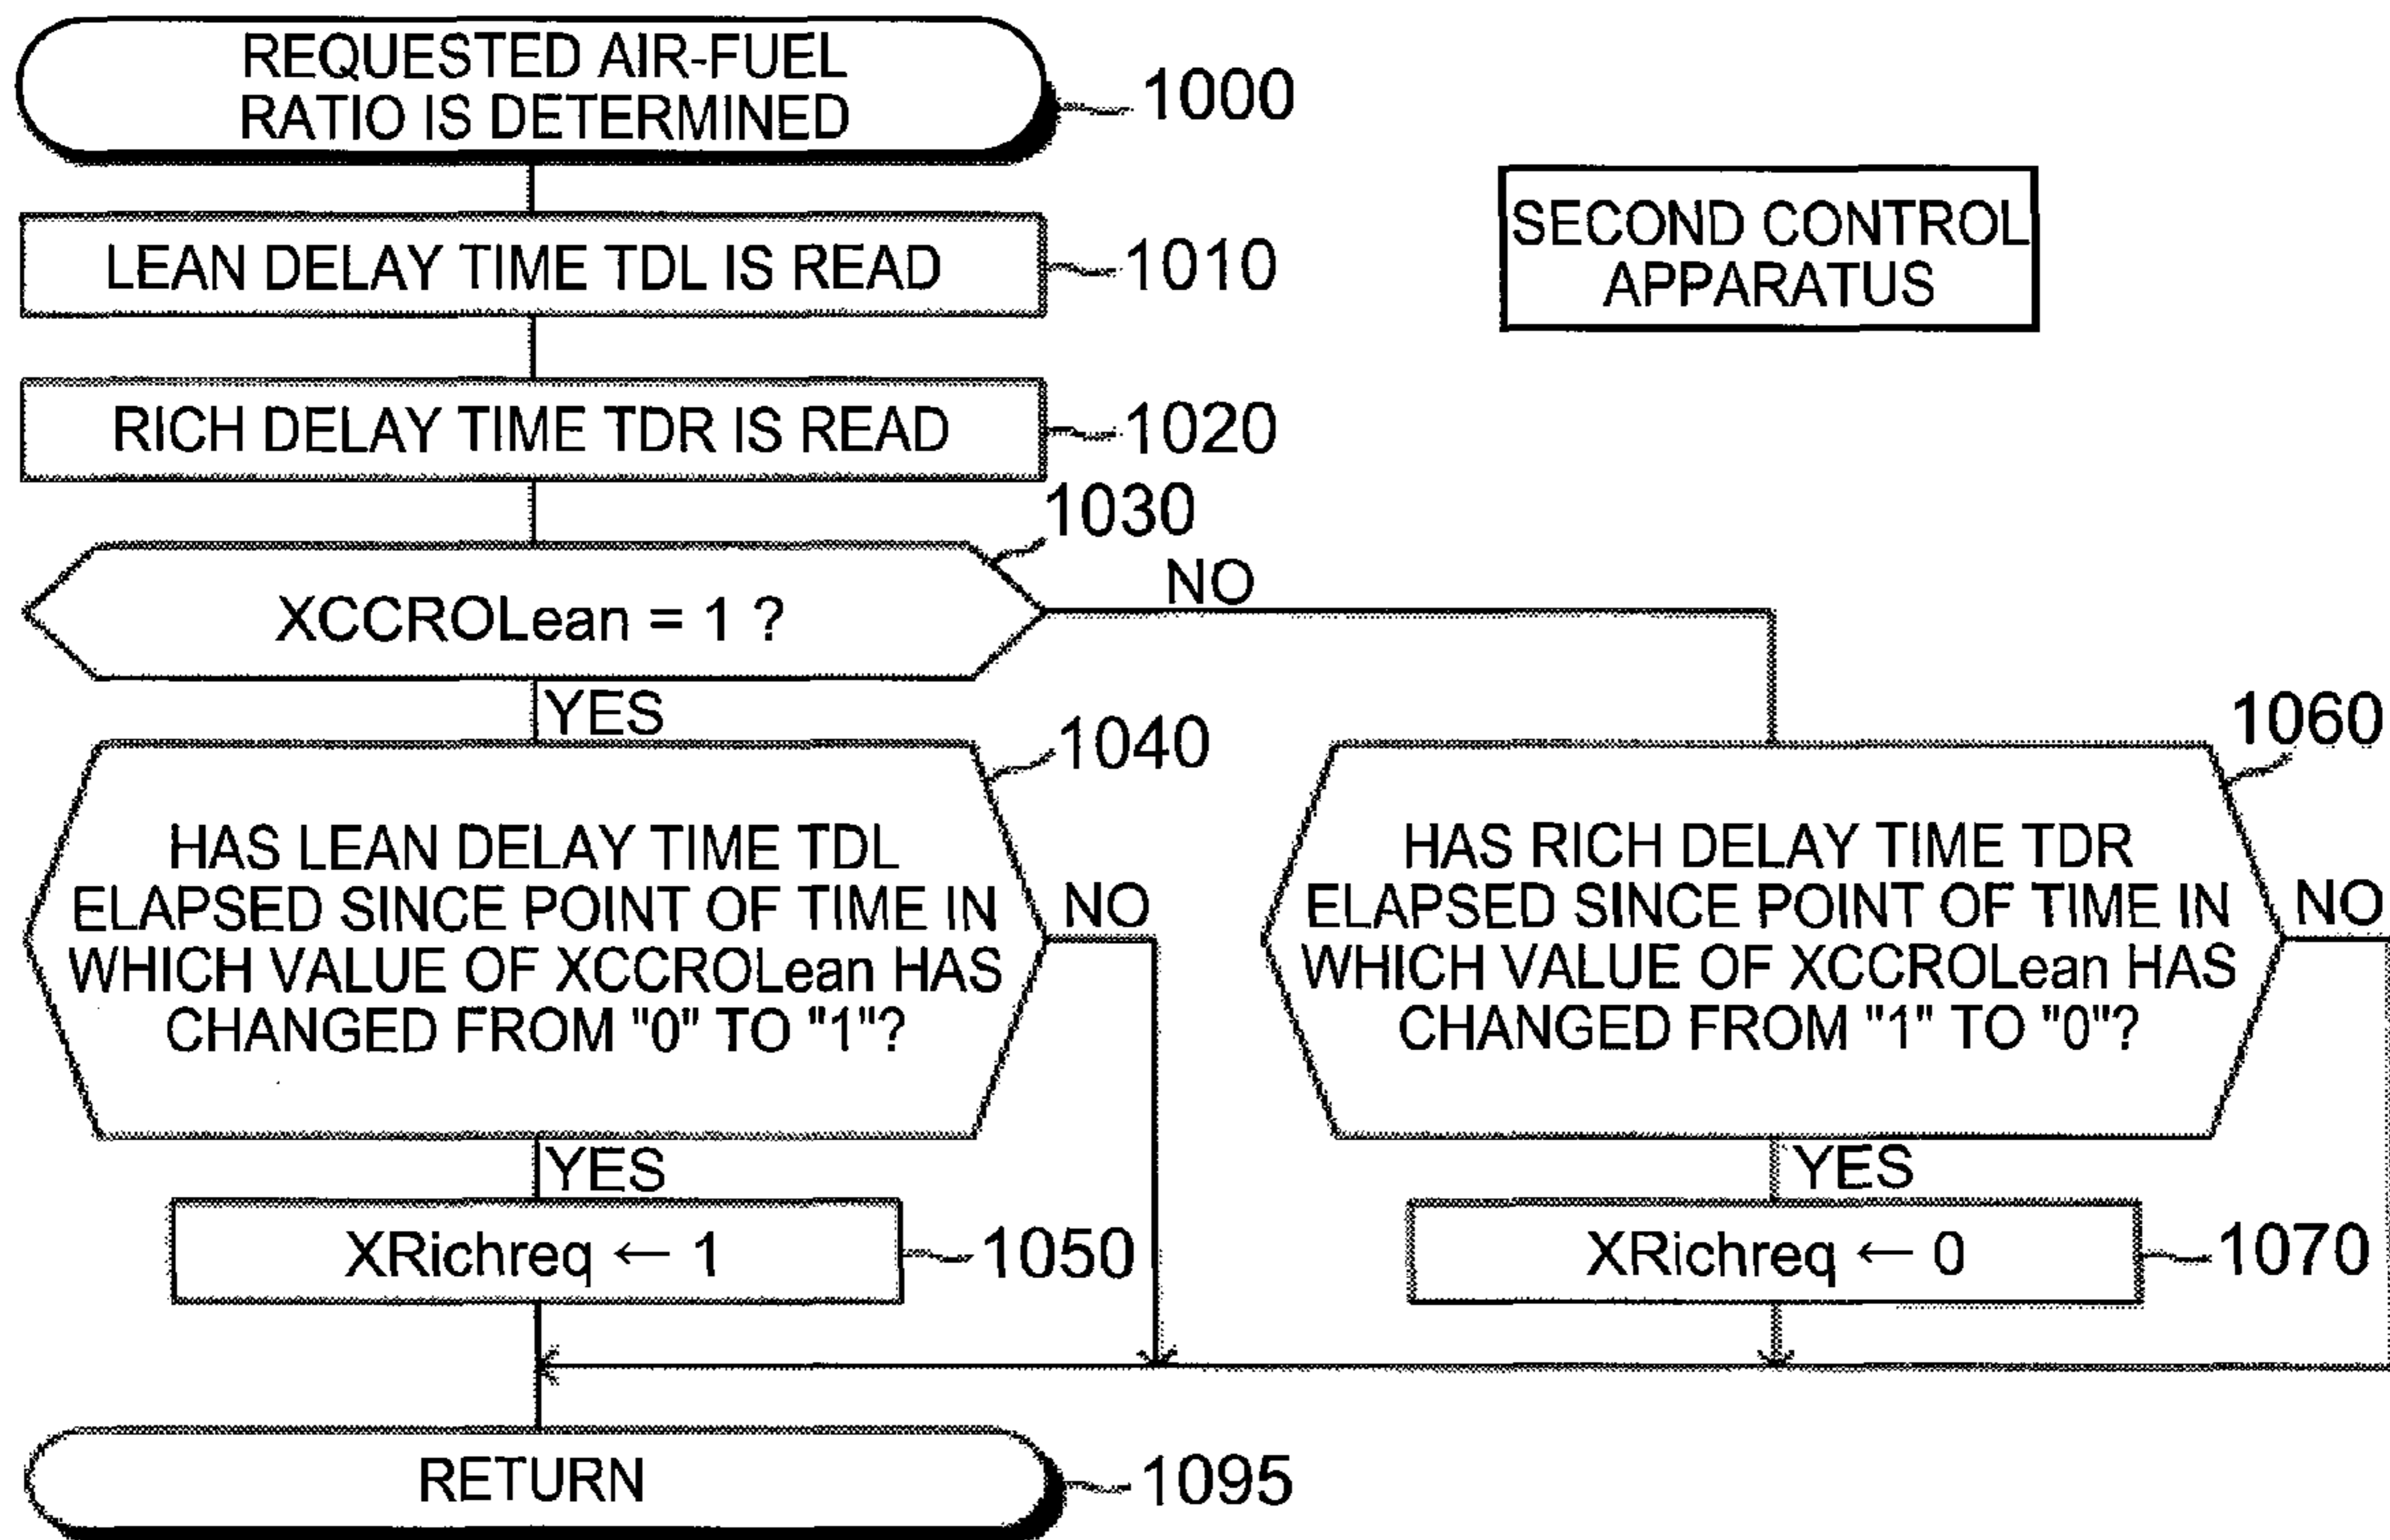 REQUESTED AIR-FUEL
RATIO IS DETERMINED
1000
SECOND CONTROL
APPARATUS
LEAN DELAY TIME TDL IS READ
1010
RICH DELAY TIME TDR IS READ
1020
1030
XCCROLean = 1 ?
NO
YES
1040
HAS LEAN DELAY TIME TDL
ELAPSED SINCE POINT OF TIME IN
WHICH VALUE OF XCCROLean HAS
CHANGED FROM "0" TO "1"?
NO
YES
XRichreq ← 1
1050
1060
HAS RICH DELAY TIME TDR
ELAPSED SINCE POINT OF TIME IN
WHICH VALUE OF XCCROLean HAS
CHANGED FROM "1" TO "0"?
NO
YES
XRichreq ← 0
1070
RETURN
1095